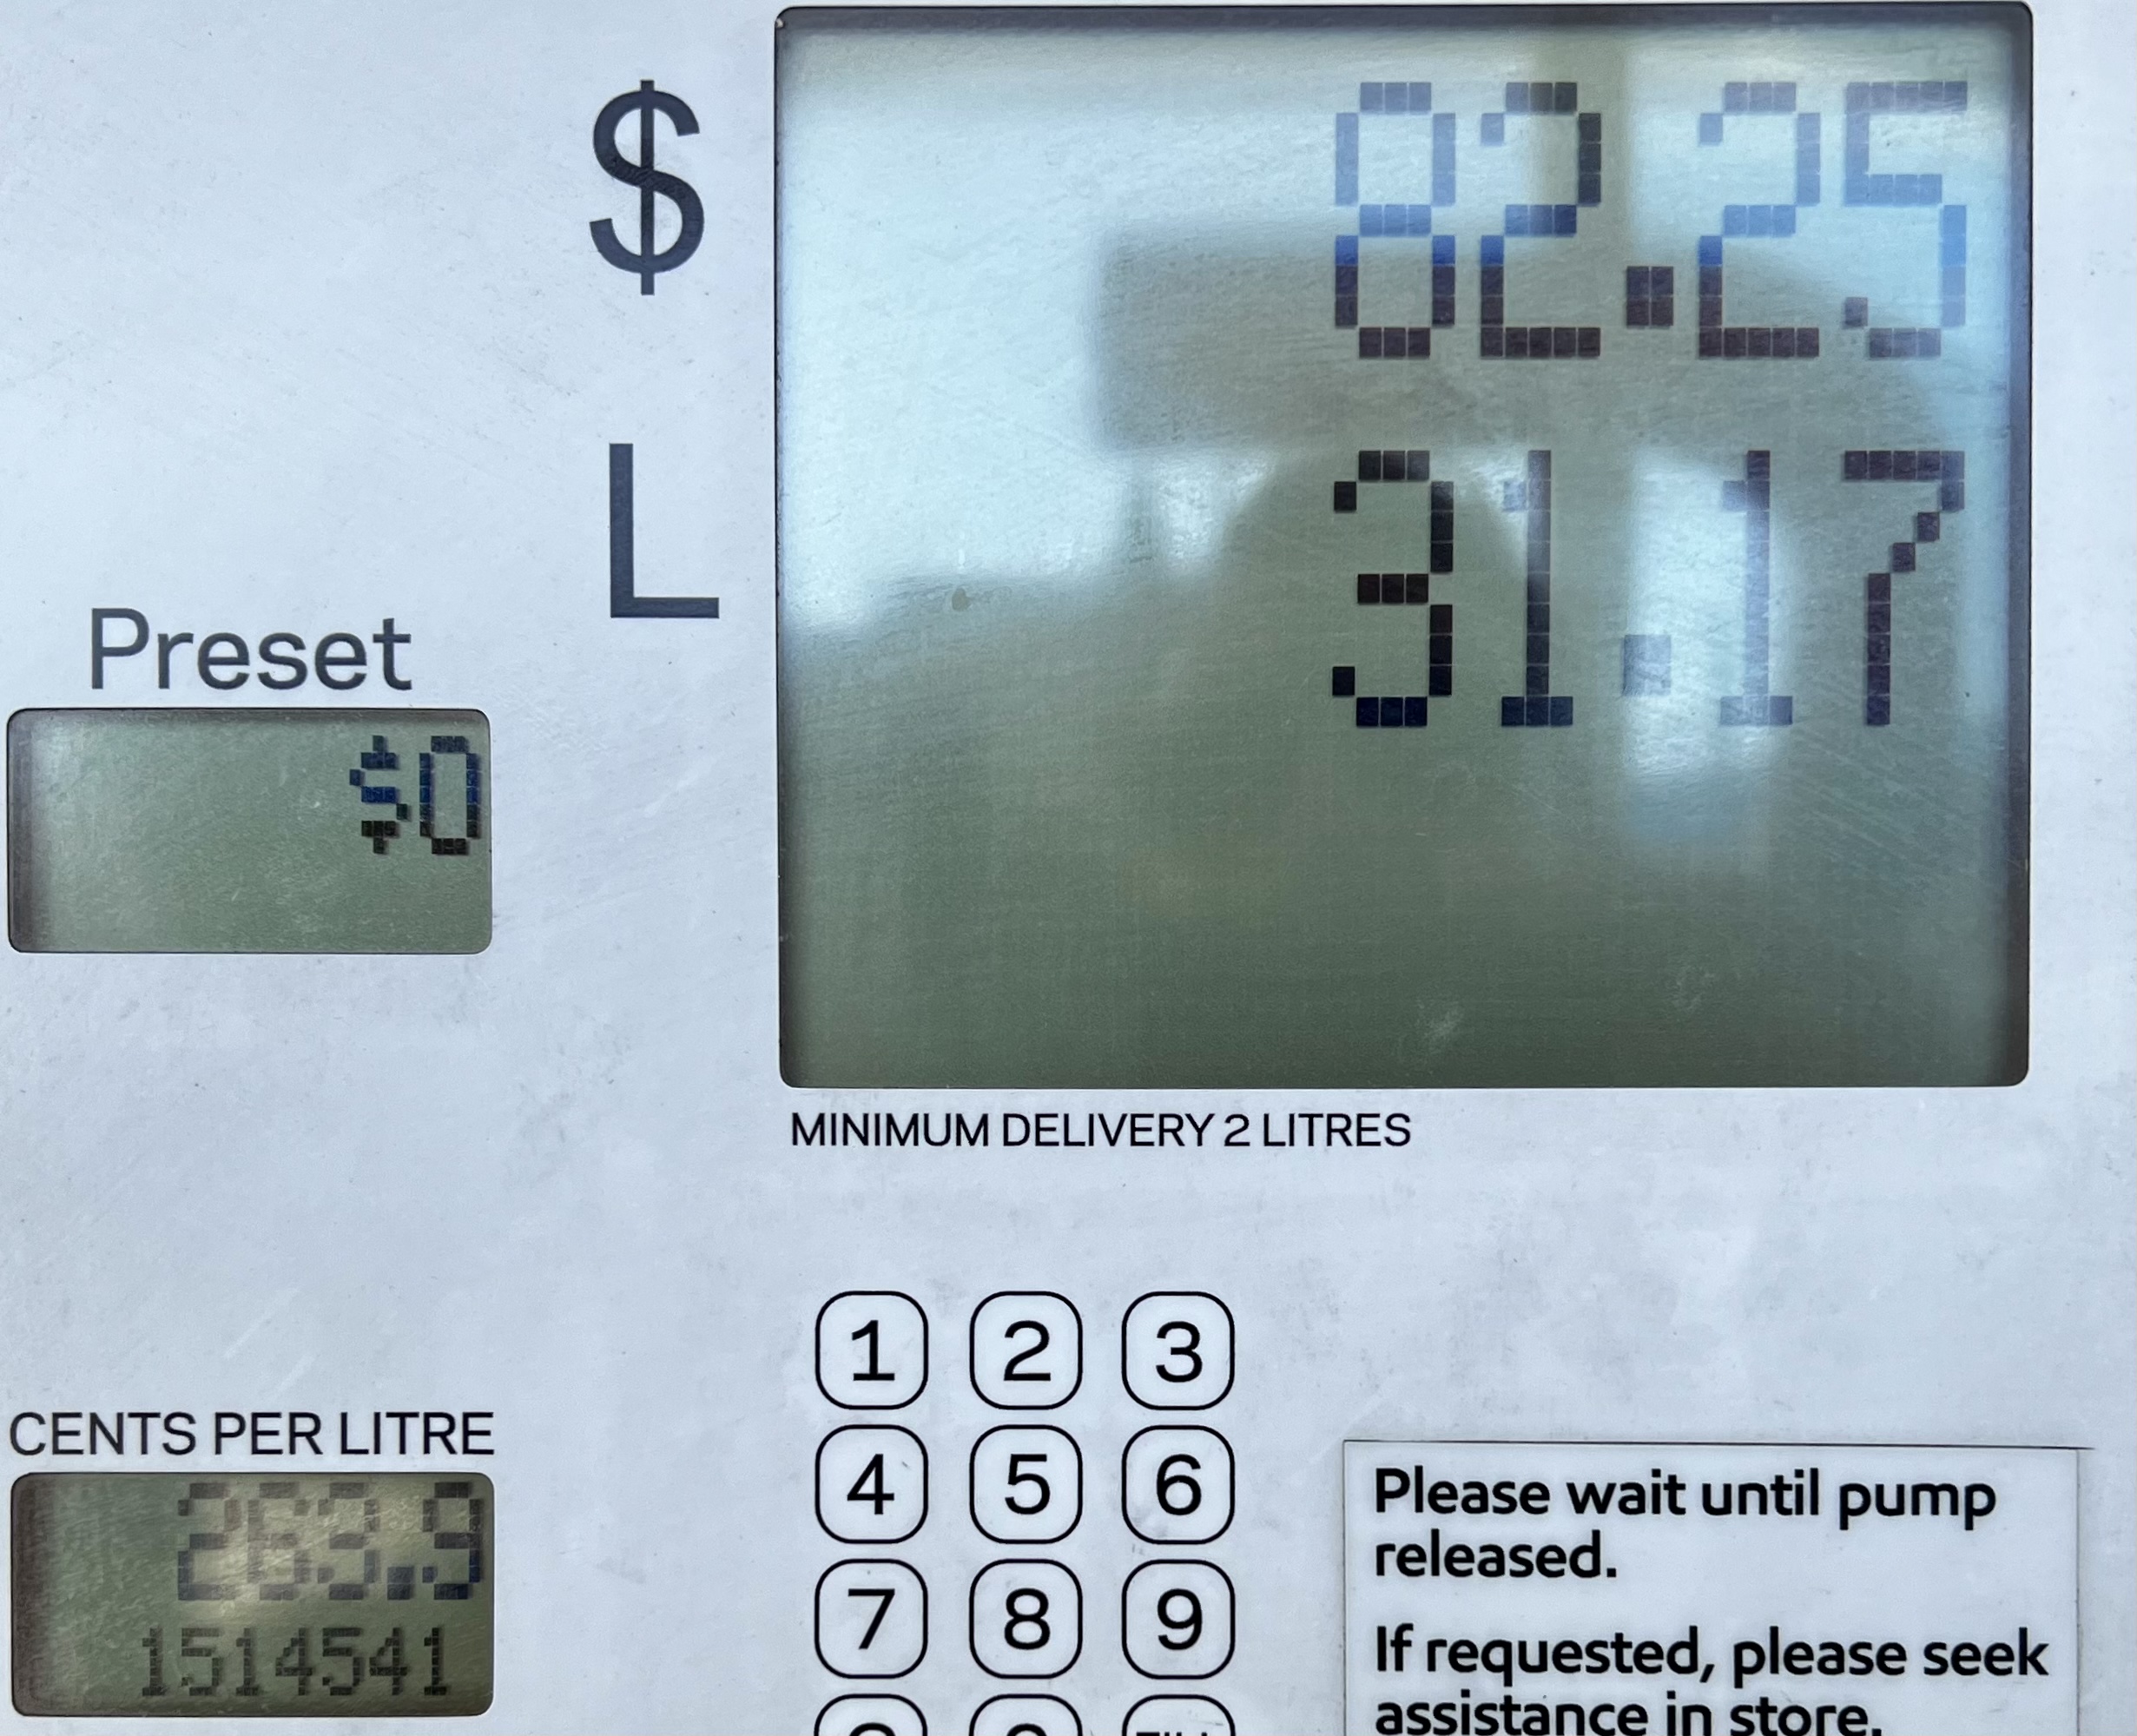 $ 82.25
L 31.17
Preset
$0
MINIMUM DELIVERY 2 LITRES
CENTS PER LITRE
263.9
1514541
1 2 3
4 5 6
7 8 9
Please wait until pump
released.
If requested, please seek
assistance in store.